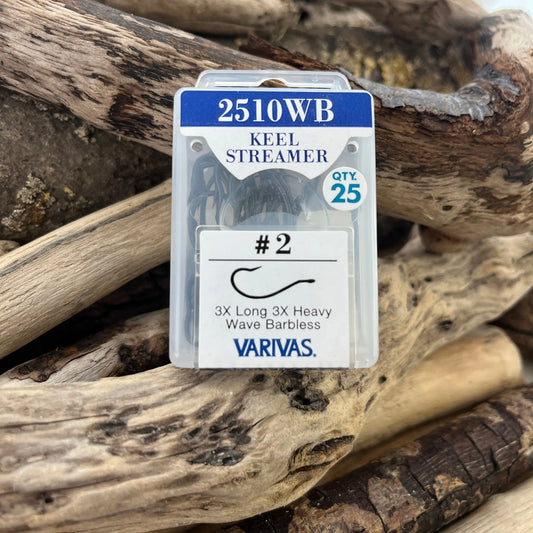 2510WB
KEEL
STREAMER
QTY.
25
#2
3X Long 3X Heavy
Wave Barbless
VARIVAS.